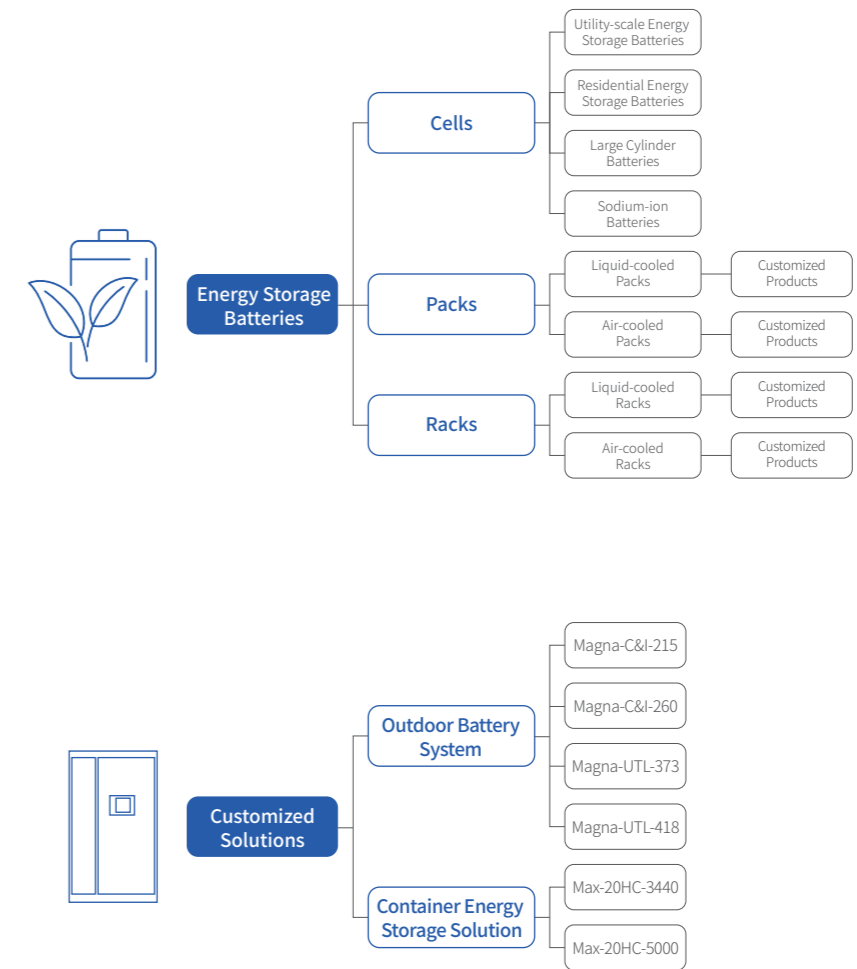 Utility-scale Energy
Storage Batteries
Residential Energy
Storage Batteries
Cells
Large Cylinder
Batteries
Sodium-ion
Batteries
Energy Storage
Batteries
Packs
Liquid-cooled
Packs
Customized
Products
Air-cooled
Packs
Customized
Products
Racks
Liquid-cooled
Racks
Customized
Products
Air-cooled
Racks
Customized
Products
Magna-C&I-215
Magna-C&I-260
Outdoor Battery
System
Magna-UTL-373
Magna-UTL-418
Customized
Solutions
Container Energy
Storage Solution
Max-20HC-3440
Max-20HC-5000